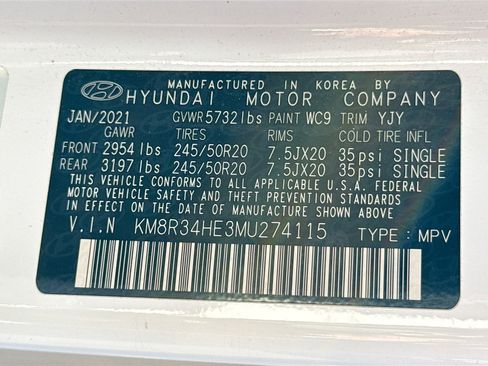 MANUFACTURED IN KOREA BY
HYUNDAI MOTOR COMPANY
JAN/2021 GVWR 5732 lbs PAINT WC9 TRIM YJY
GAWR TIRES RIMS COLD TIRE INFL
FRONT 2954 lbs 245/50R20 7.5JX20 35psi SINGLE
REAR 3197 lbs 245/50R20 7.5JX20 35psi SINGLE
THIS VEHICLE CONFORMS TO ALL APPLICABLE U.S.A. FEDERAL
MOTOR VEHICLE SAFETY AND THEFT PREVENTION STANDARDS
IN EFFECT ON THE DATE OF MANUFACTURE SHOWN ABOVE
V.I.N KM8R34HE3MU274115 TYPE : MPV